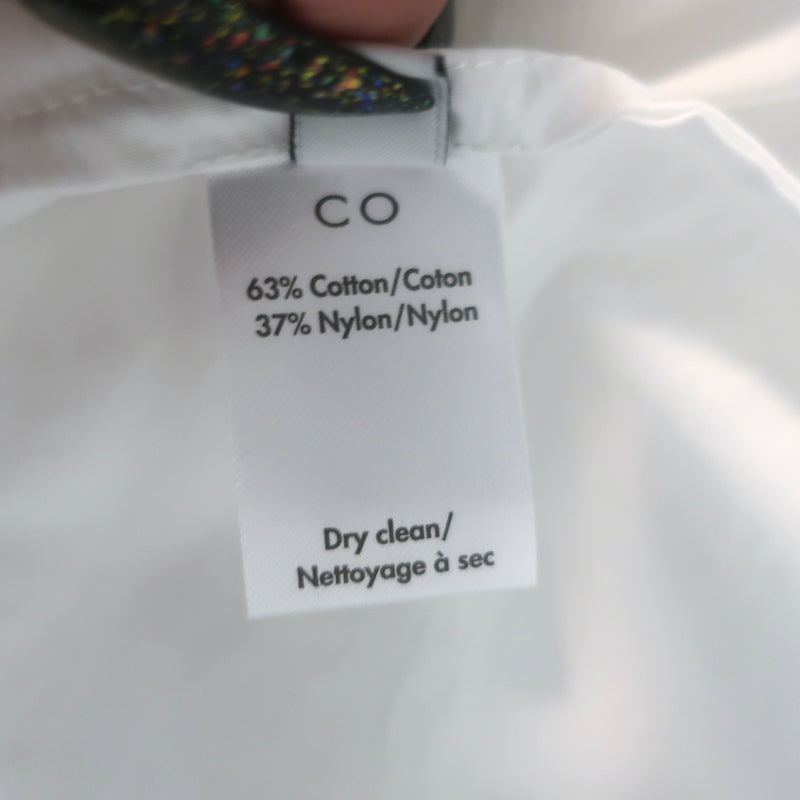 CO
63% Cotton/Coton
37% Nylon/Nylon
Dry clean/
Nettoyage à sec